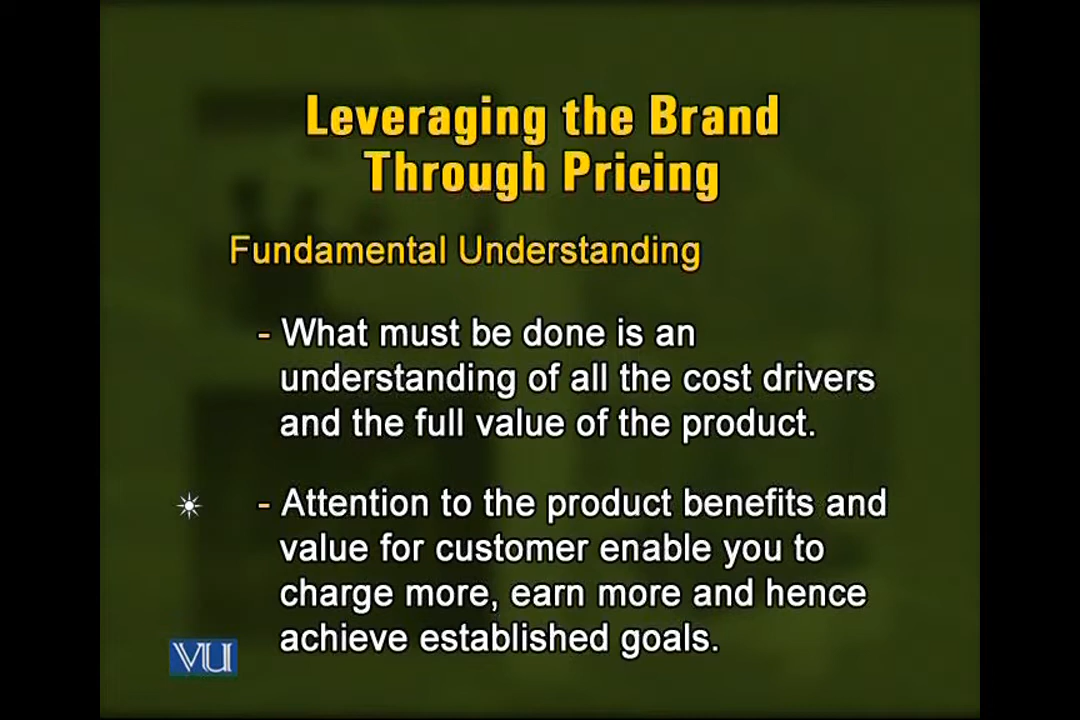 Leveraging the Brand
Through Pricing
Fundamental Understanding
- What must be done is an
understanding of all the cost drivers
and the full value of the product.
- Attention to the product benefits and
value for customer enable you to
charge more, earn more and hence
achieve established goals.
VU